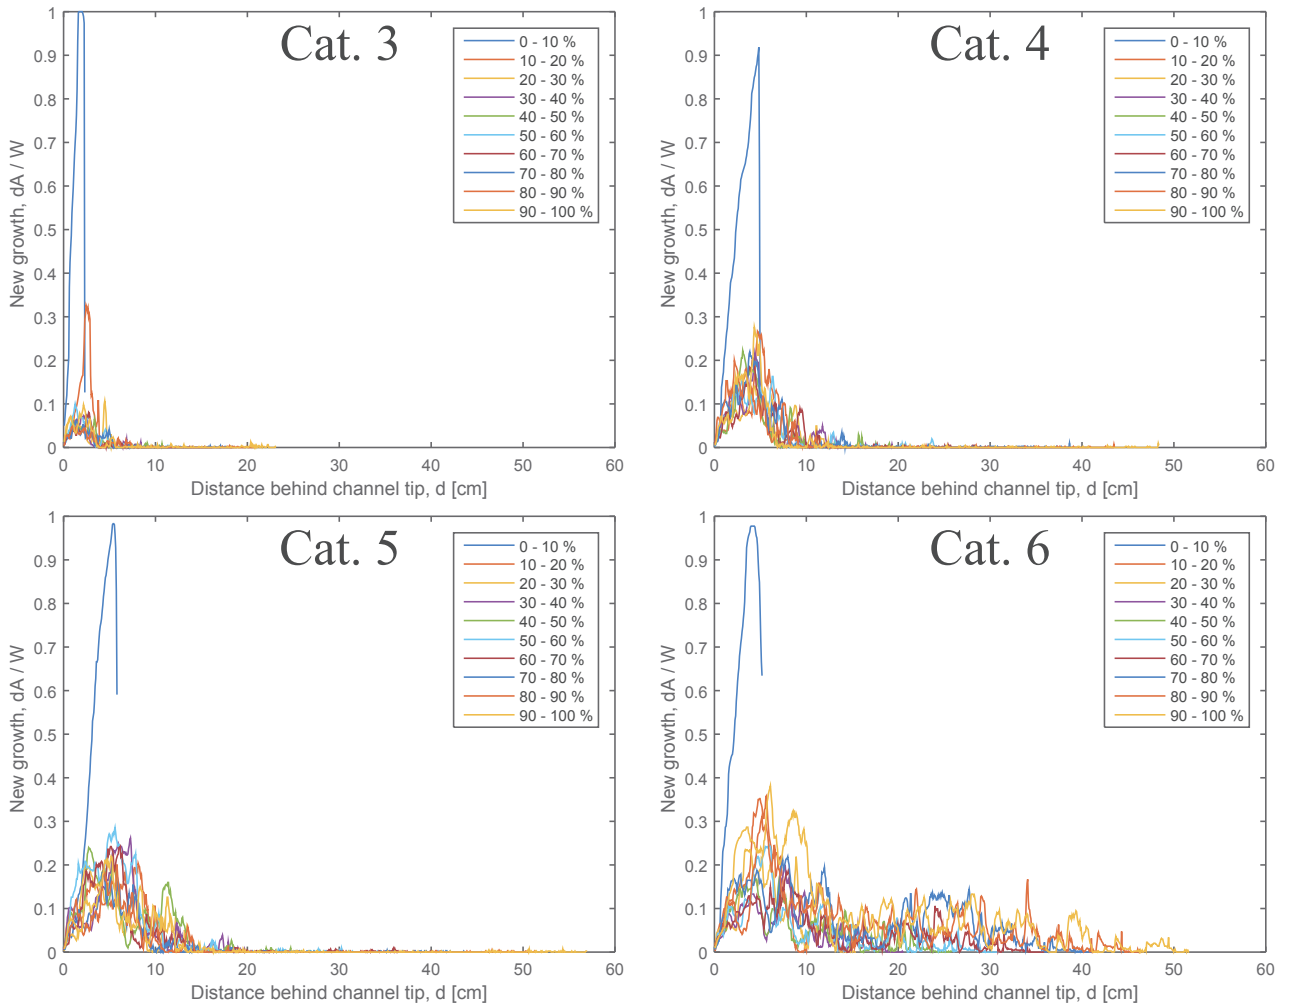 Cat. 3
New growth, dA / W
1
0.9
0.8
0.7
0.6
0.5
0.4
0.3
0.2
0.1
0
0 10 20 30 40 50 60
Distance behind channel tip, d [cm]
0 - 10 %
10 - 20 %
20 - 30 %
30 - 40 %
40 - 50 %
50 - 60 %
60 - 70 %
70 - 80 %
80 - 90 %
90 - 100 %
Cat. 4
New growth, dA / W
1
0.9
0.8
0.7
0.6
0.5
0.4
0.3
0.2
0.1
0
0 10 20 30 40 50 60
Distance behind channel tip, d [cm]
0 - 10 %
10 - 20 %
20 - 30 %
30 - 40 %
40 - 50 %
50 - 60 %
60 - 70 %
70 - 80 %
80 - 90 %
90 - 100 %
Cat. 5
New growth, dA / W
1
0.9
0.8
0.7
0.6
0.5
0.4
0.3
0.2
0.1
0
0 10 20 30 40 50 60
Distance behind channel tip, d [cm]
0 - 10 %
10 - 20 %
20 - 30 %
30 - 40 %
40 - 50 %
50 - 60 %
60 - 70 %
70 - 80 %
80 - 90 %
90 - 100 %
Cat. 6
New growth, dA / W
1
0.9
0.8
0.7
0.6
0.5
0.4
0.3
0.2
0.1
0
0 10 20 30 40 50 60
Distance behind channel tip, d [cm]
0 - 10 %
10 - 20 %
20 - 30 %
30 - 40 %
40 - 50 %
50 - 60 %
60 - 70 %
70 - 80 %
80 - 90 %
90 - 100 %